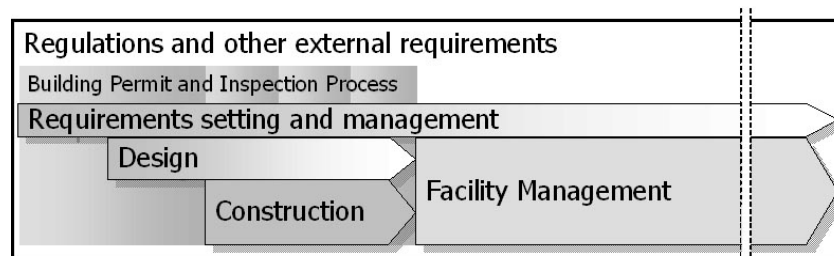 Regulations and other external requirements
Building Permit and Inspection Process
Requirements setting and management
Design
Facility Management
Construction